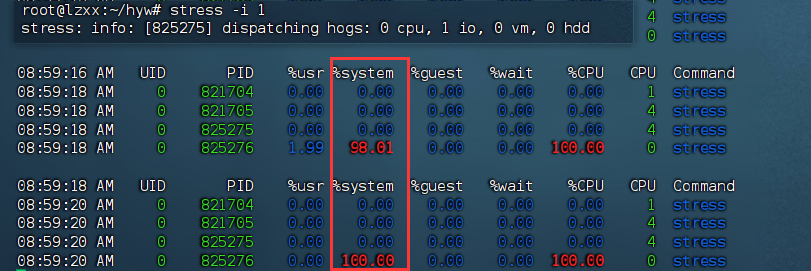 root@lzxx:~/hyw# stress -i 1
stress: info: [825275] dispatching hogs: 0 cpu, 1 io, 0 vm, 0 hdd
4
0
08:59:16 AM UID PID %usr %system %guest %wait %CPU CPU Command
08:59:18 AM 0 821704 0.00 0.00 0.00 0.00 0.00 1 stress
08:59:18 AM 0 821705 0.00 0.00 0.00 0.00 0.00 4 stress
08:59:18 AM 0 825275 0.00 0.00 0.00 0.00 0.00 4 stress
08:59:18 AM 0 825276 1.99 98.01 0.00 0.00 100.00 0 stress
08:59:18 AM UID PID %usr %system %guest %wait %CPU CPU Command
08:59:20 AM 0 821704 0.00 0.00 0.00 0.00 0.00 1 stress
08:59:20 AM 0 821705 0.00 0.00 0.00 0.00 0.00 4 stress
08:59:20 AM 0 825275 0.00 0.00 0.00 0.00 0.00 4 stress
08:59:20 AM 0 825276 0.00 100.00 0.00 0.00 100.00 0 stress